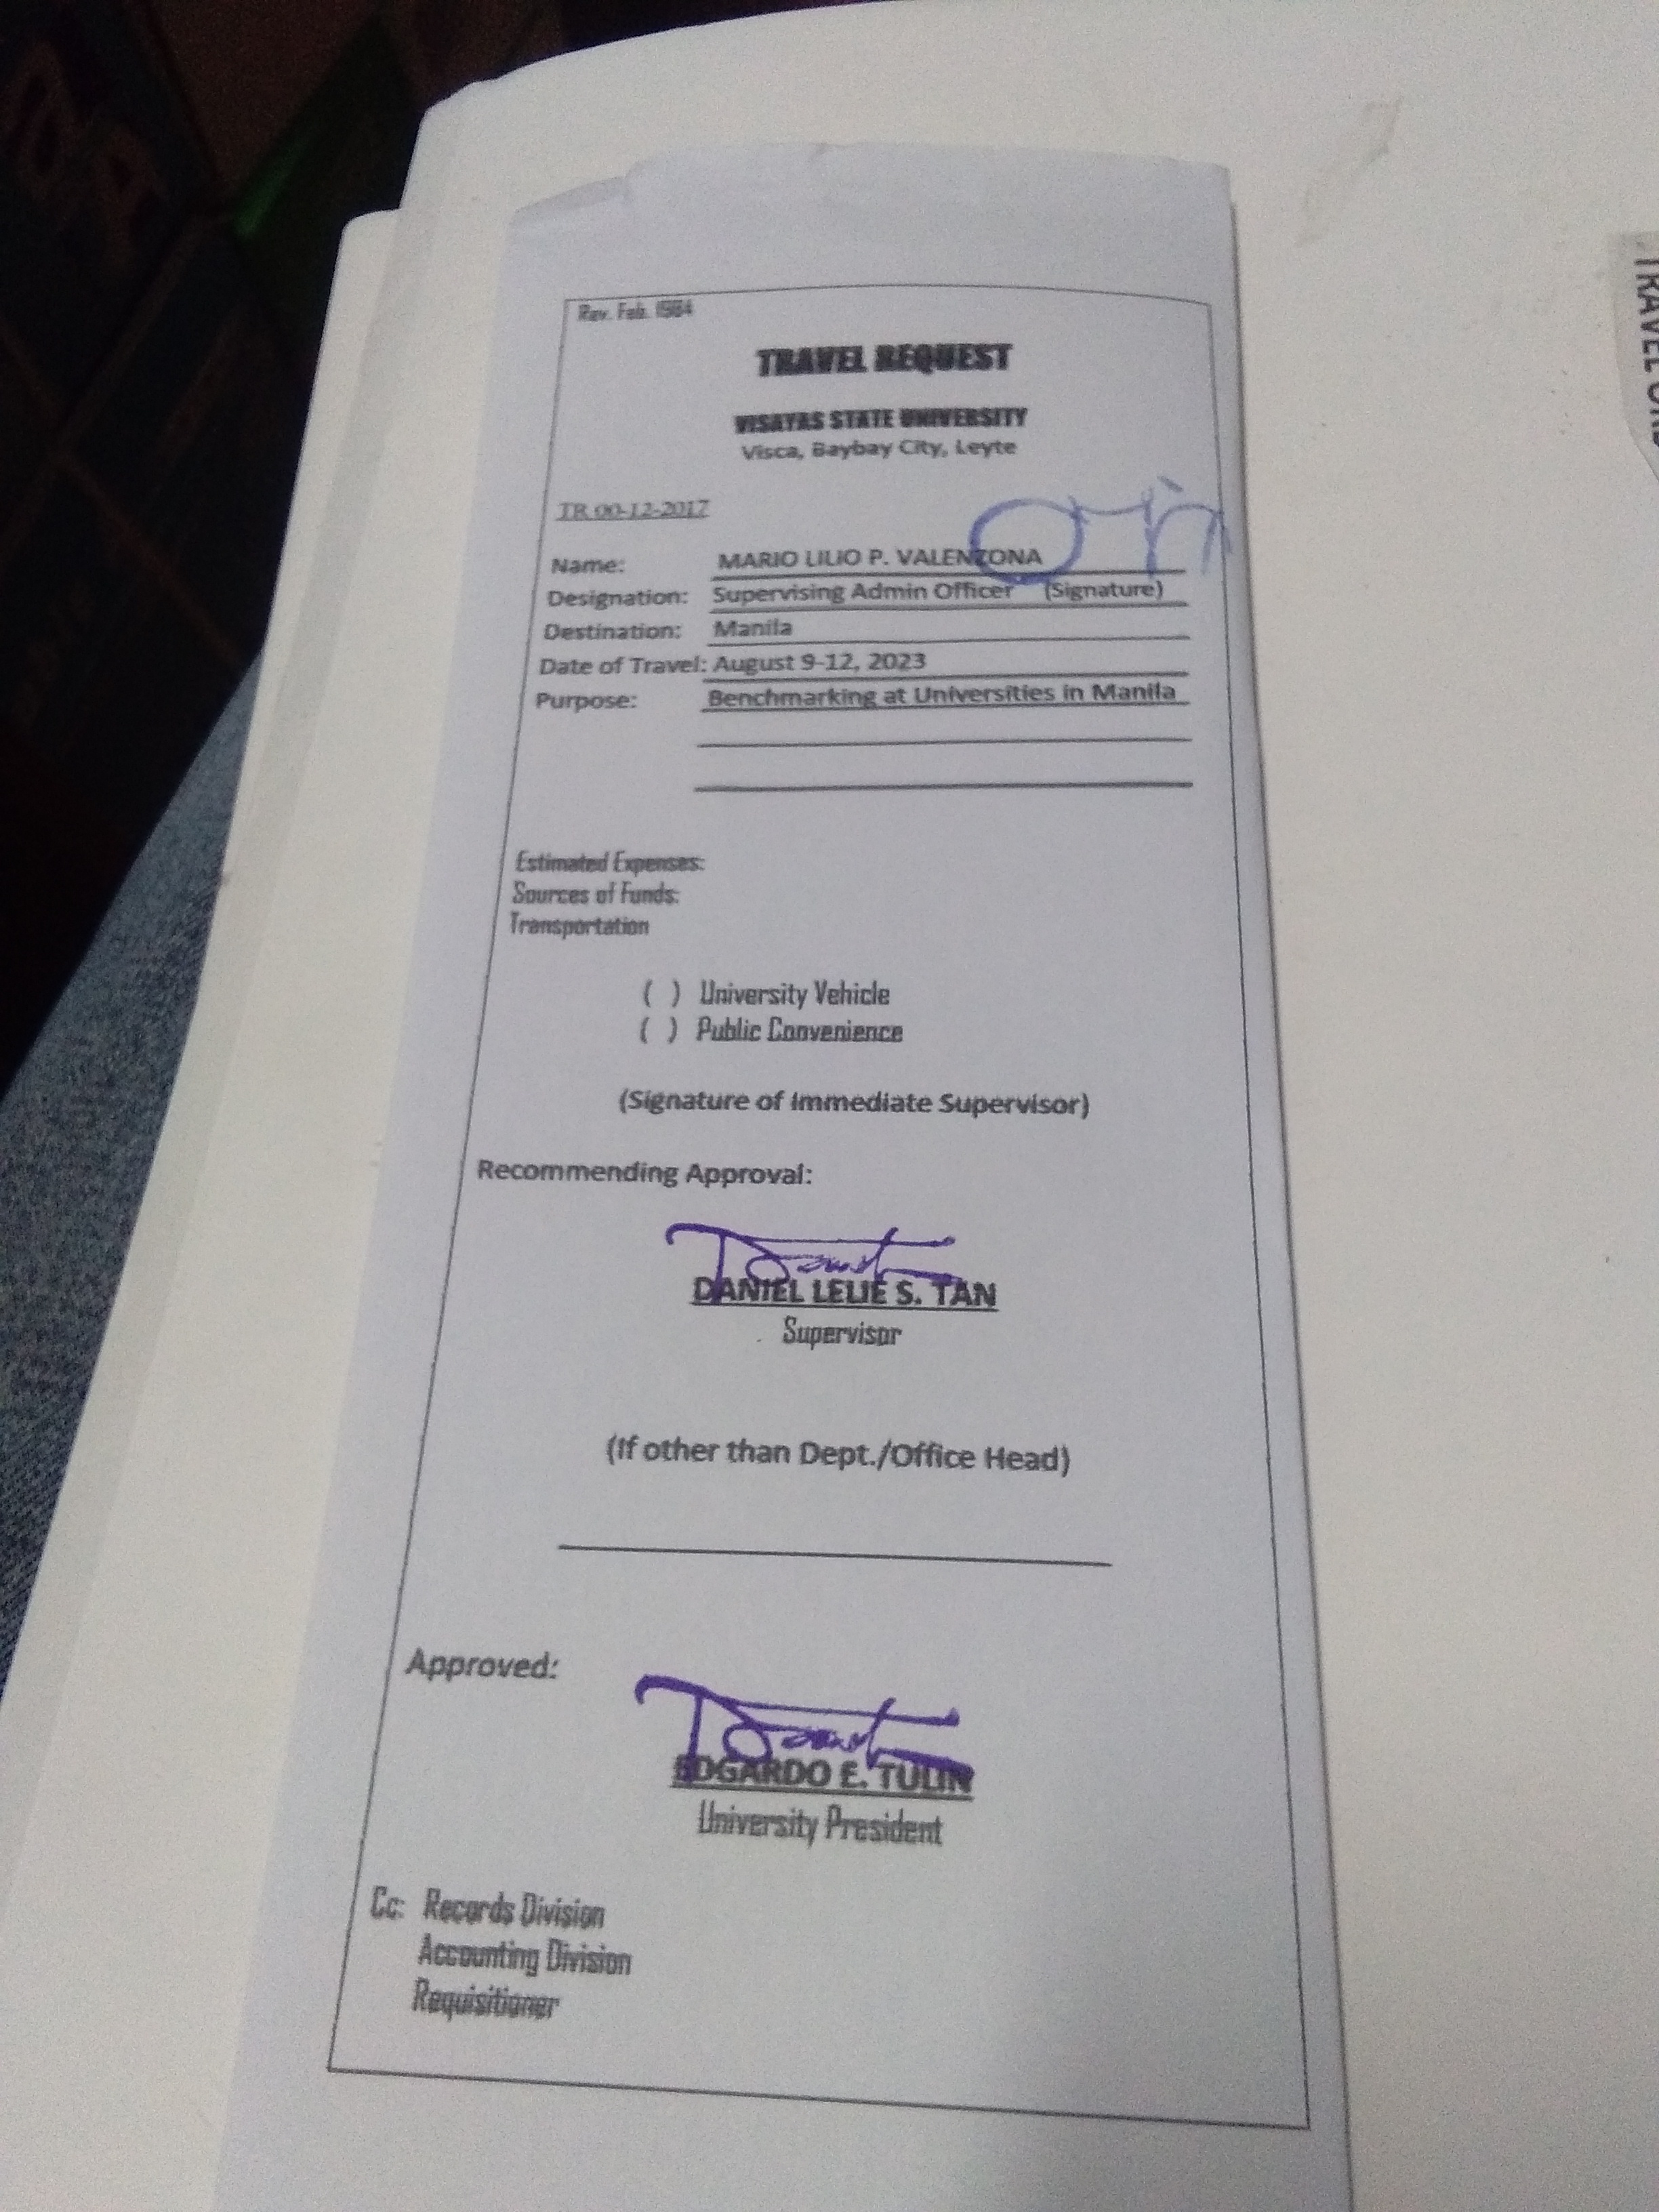 Rev. Feb. 1984
TRAVEL REQUEST
VISAYAS STATE UNIVERSITY
Visca, Baybay City, Leyte
TR 00-12-2017
Name: MARIO LILIO P. VALENZONA
Designation: Supervising Admin Officer (Signature)
Destination: Manila
Date of Travel: August 9-12, 2023
Purpose: Benchmarking at Universities in Manila
Estimated Expenses:
Sources of Funds:
Transportation
( ) University Vehicle
( ) Public Convenience
(Signature of Immediate Supervisor)
Recommending Approval:
DANIEL LELIE S. TAN
Supervisor
(If other than Dept./Office Head)
Approved:
EDGARDO E. TULIN
University President
Cc: Records Division
Accounting Division
Requisitioner
TRAVEL